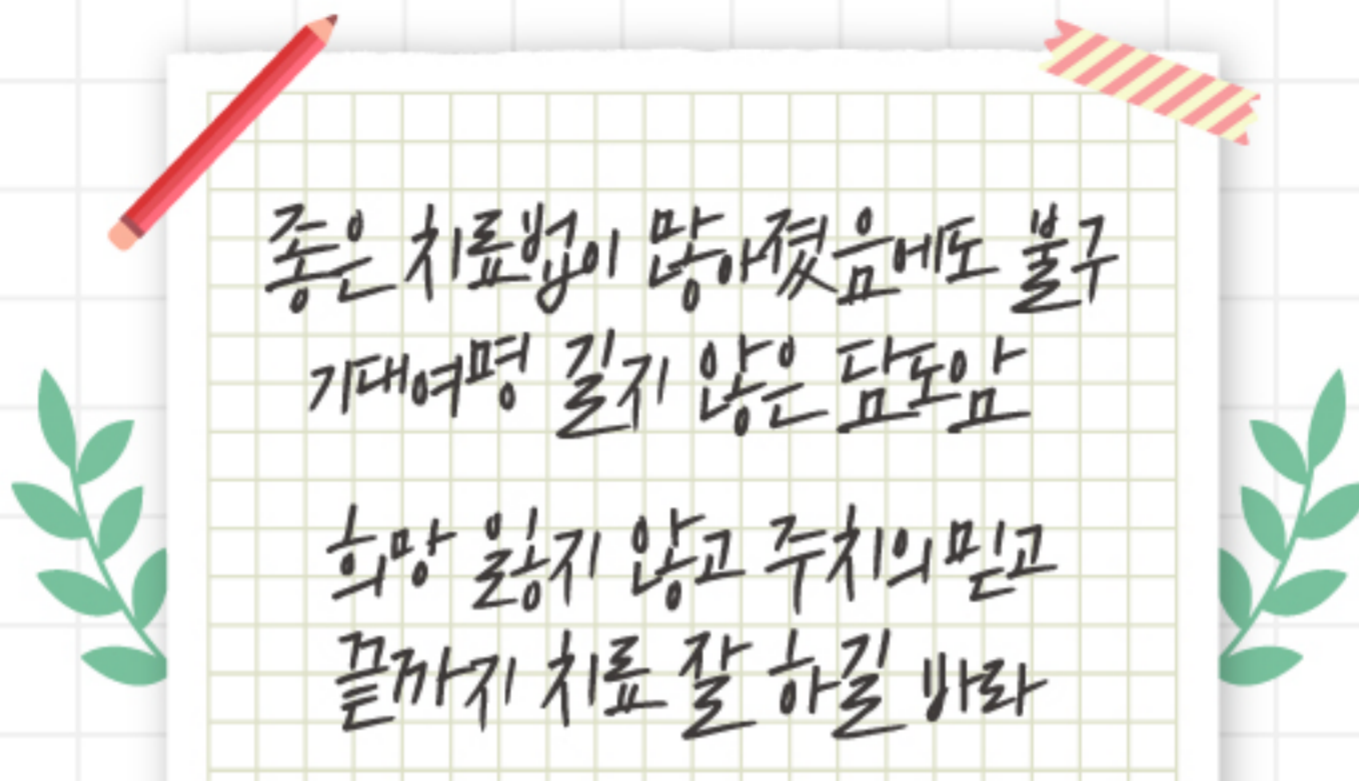 좋은 치료법이 많아졌음에도 불구
기대여명 길지 않은 담도암
희망 잃지 않고 주치의 믿고
끝까지 치료 잘 하길 바라